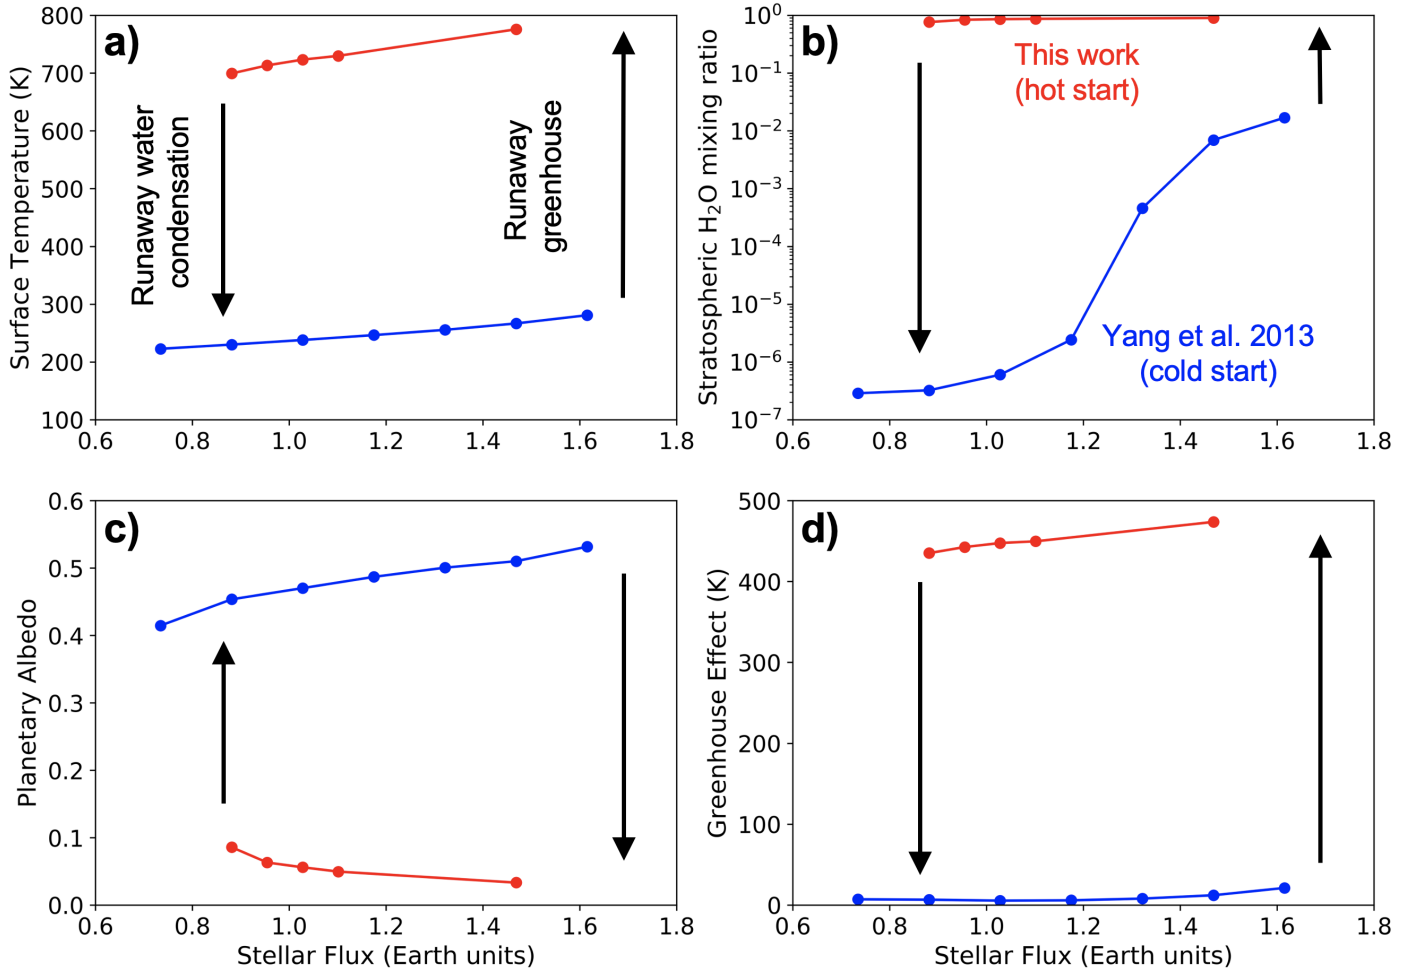 a)
Surface Temperature (K)
800
700
600
500
400
300
200
100
Runaway water
condensation
Runaway
greenhouse
0.6 0.8 1.0 1.2 1.4 1.6 1.8
b)
Stratospheric H₂O mixing ratio
10⁰
10⁻¹
10⁻²
10⁻³
10⁻⁴
10⁻⁵
10⁻⁶
10⁻⁷
This work
(hot start)
Yang et al. 2013
(cold start)
0.6 0.8 1.0 1.2 1.4 1.6 1.8
c)
Planetary Albedo
0.6
0.5
0.4
0.3
0.2
0.1
0.0
0.6 0.8 1.0 1.2 1.4 1.6 1.8
Stellar Flux (Earth units)
d)
Greenhouse Effect (K)
500
400
300
200
100
0
0.6 0.8 1.0 1.2 1.4 1.6 1.8
Stellar Flux (Earth units)